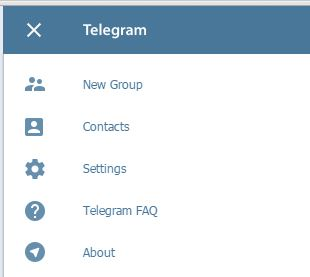 Telegram
New Group
Contacts
Settings
Telegram FAQ
About